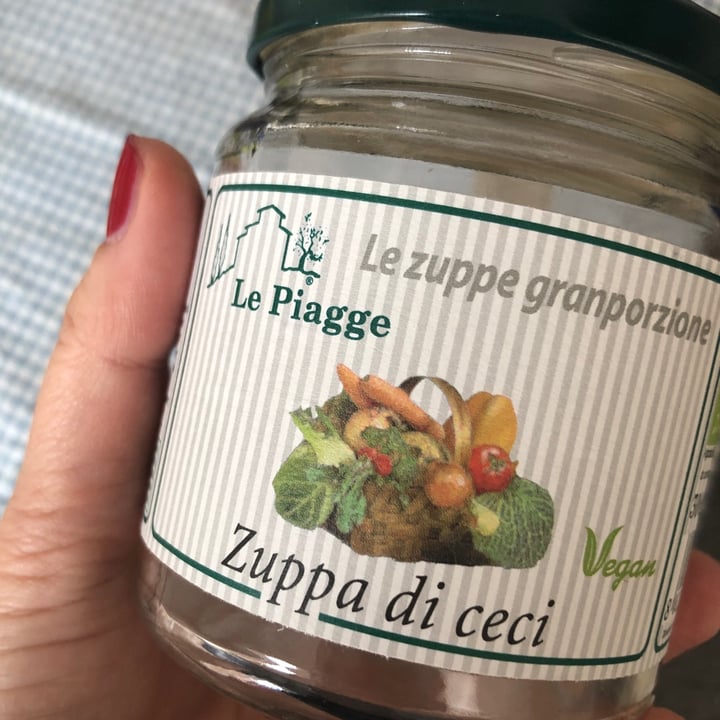 Le Piagge
®
Le zuppe granporzione
Vegan
Zuppa di ceci